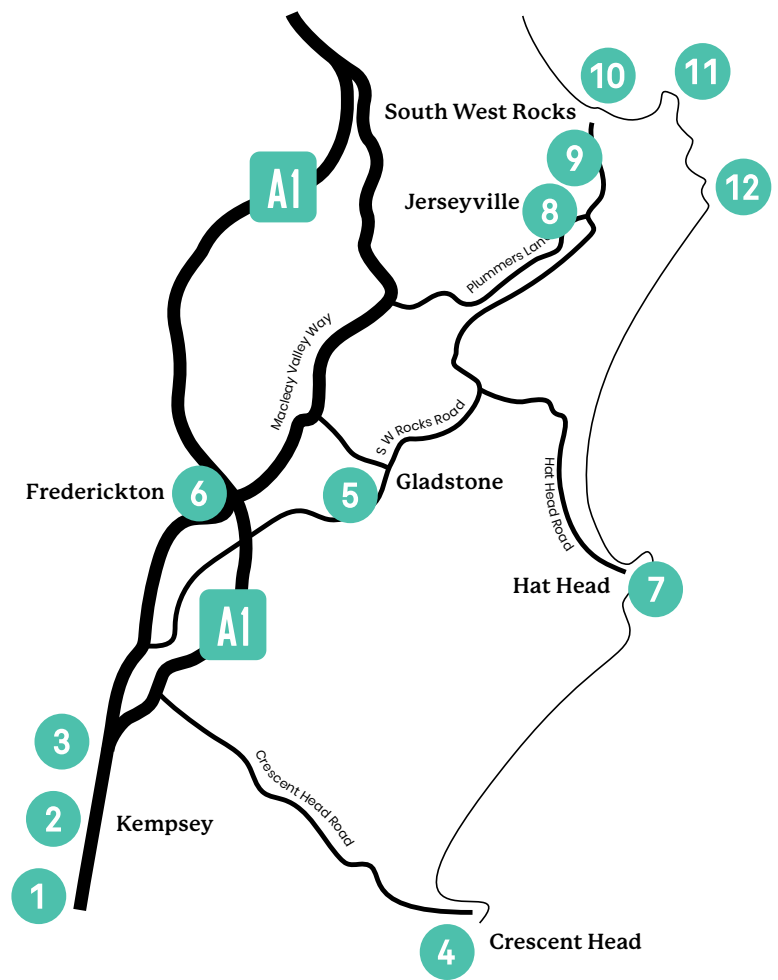 10
11
South West Rocks
9
A1
12
Jerseyville
8
Plummers Lane
Macleay Valley Way
S W Rocks Road
Frederickton
6
5
Gladstone
Hat Head Road
Hat Head
7
A1
3
Crescent Head Road
2
Kempsey
1
4
Crescent Head